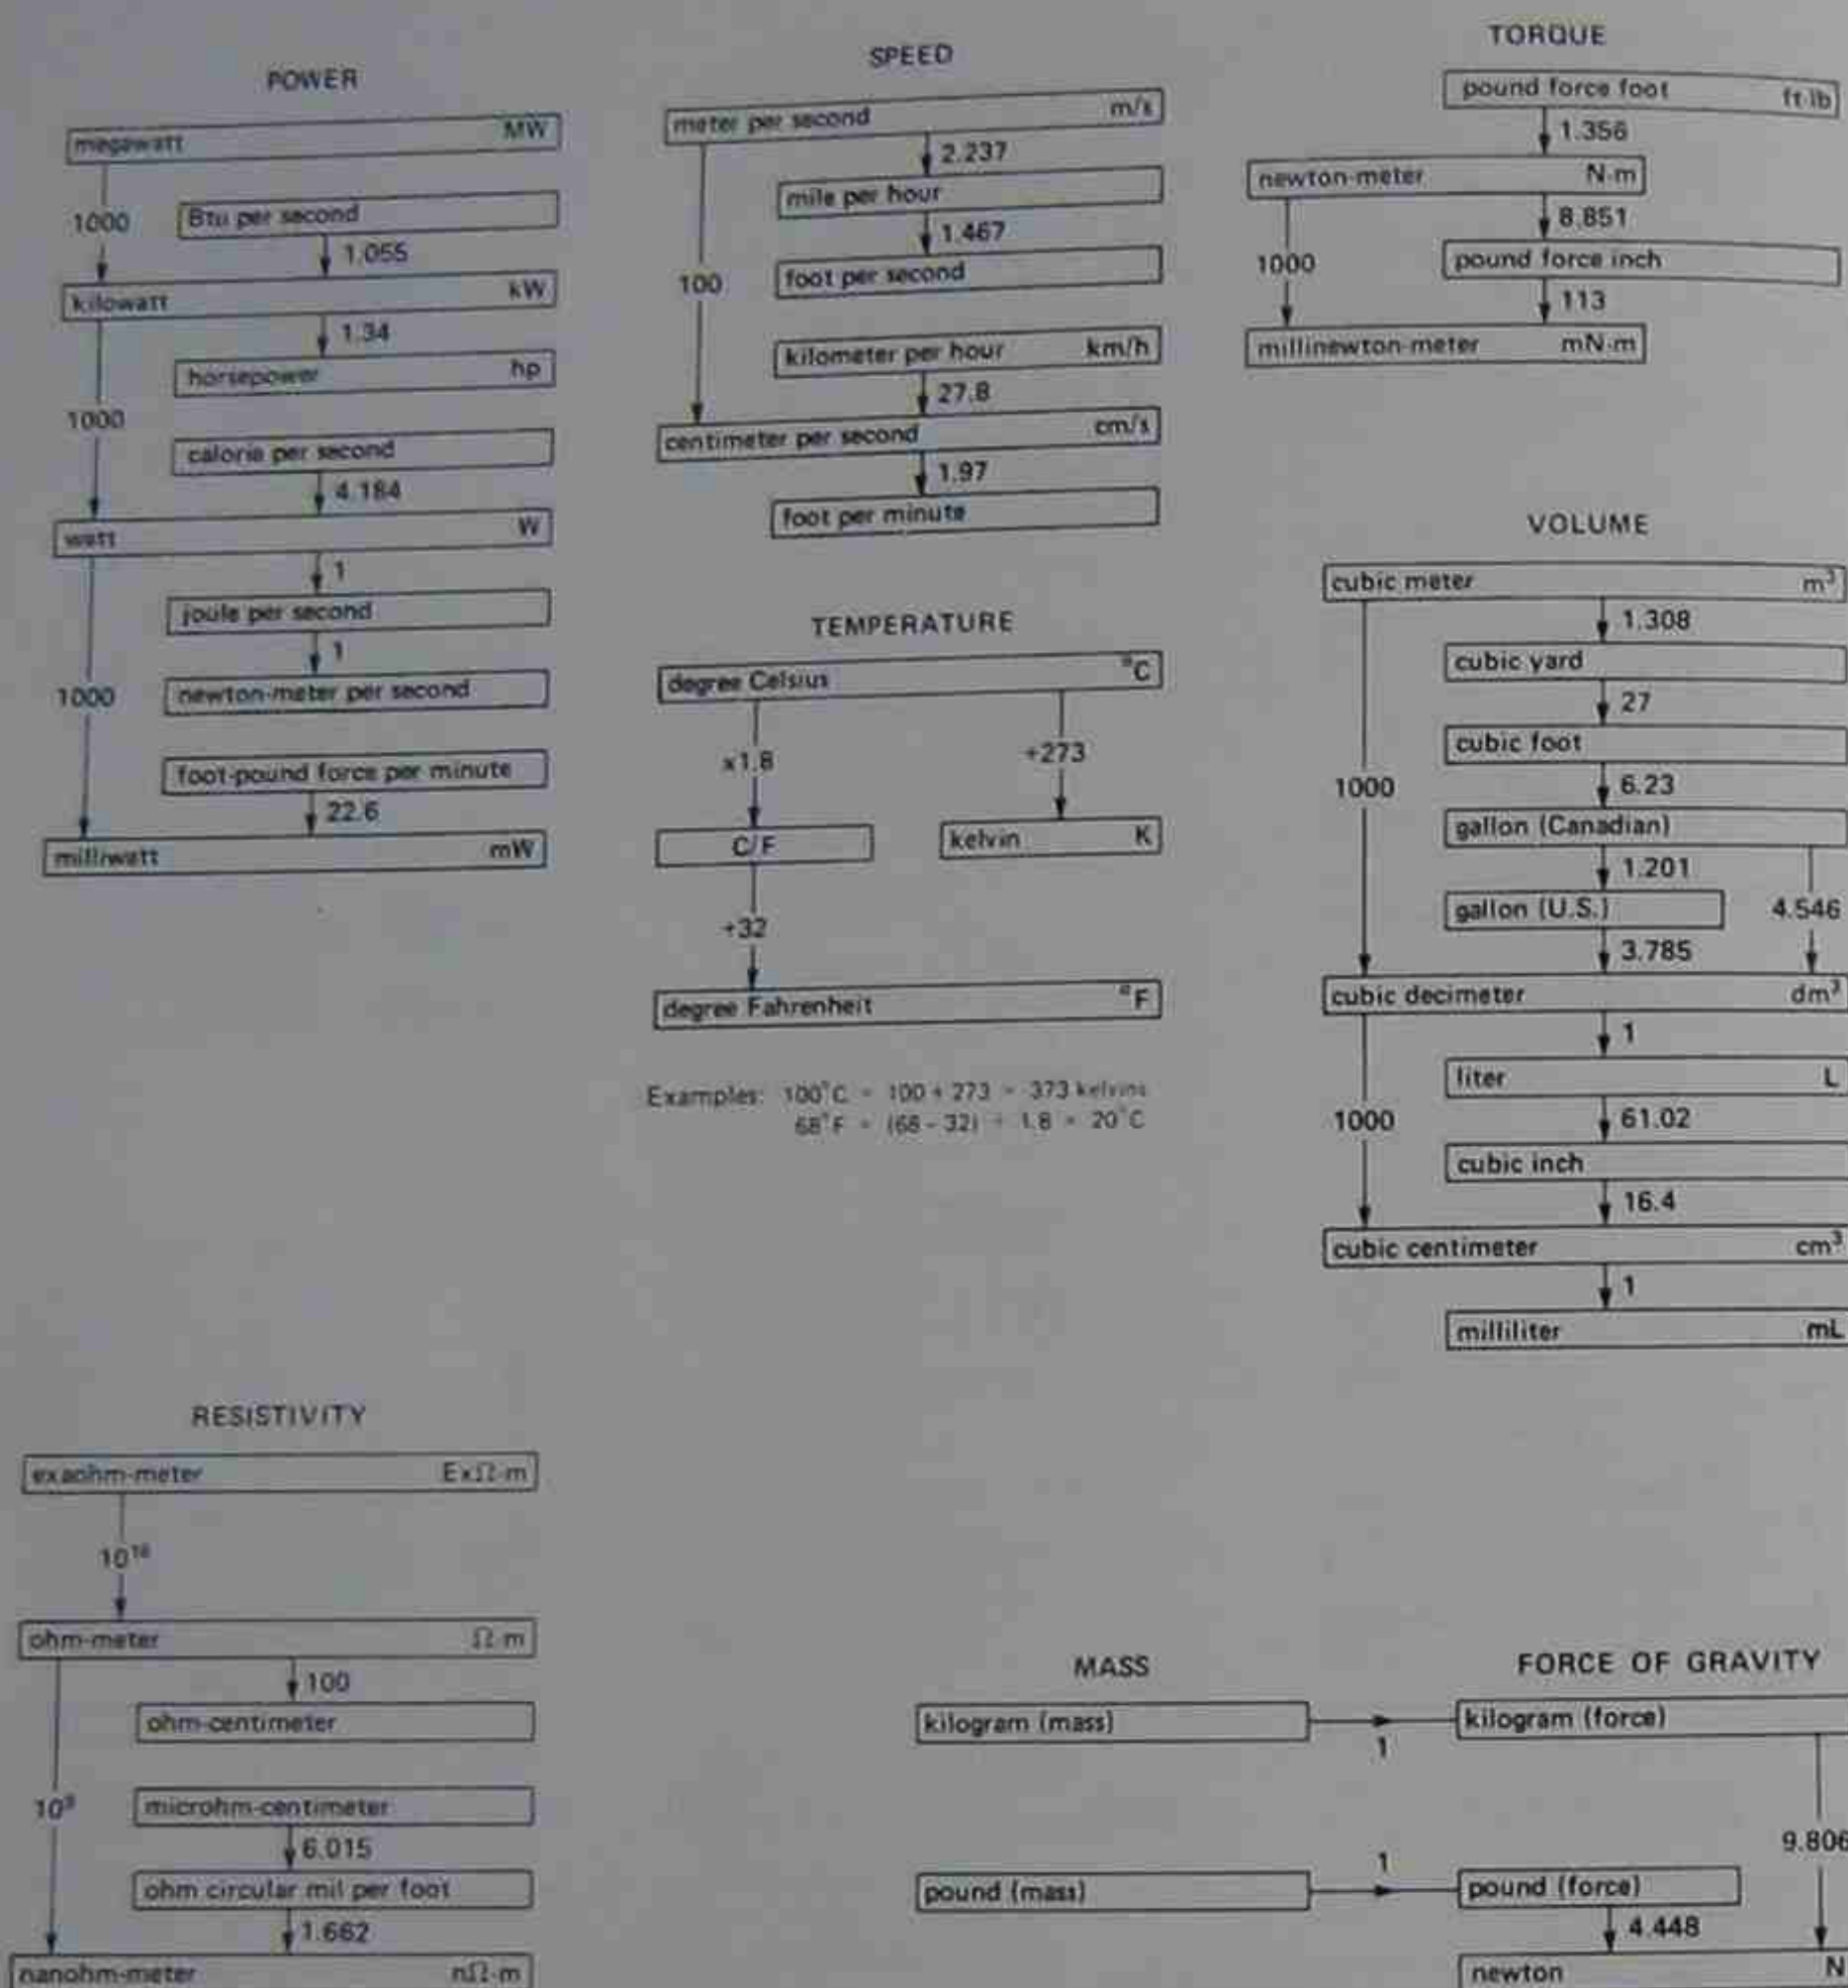 POWER
megawatt MW
1000
Btu per second
1.055
kilowatt kW
1.34
horsepower hp
1000
calorie per second
4.184
watt W
1
joule per second
1
1000
newton-meter per second
foot-pound force per minute
22.6
milliwatt mW
SPEED
meter per second m/s
2.237
mile per hour
1.467
100
foot per second
kilometer per hour km/h
27.8
centimeter per second cm/s
1.97
foot per minute
TORQUE
pound force foot ft·lb
1.356
newton-meter N·m
8.851
1000
pound force inch
113
millinewton-meter mN·m
TEMPERATURE
degree Celsius °C
x1.8 +273
C/F kelvin K
+32
degree Fahrenheit °F
Examples: 100°C = 100 + 273 = 373 kelvins
68°F = (68 - 32) ÷ 1.8 = 20°C
VOLUME
cubic meter m³
1.308
cubic yard
27
cubic foot
1000
6.23
gallon (Canadian)
1.201
gallon (U.S.) 4.546
3.785
cubic decimeter dm³
1
liter L
1000
61.02
cubic inch
16.4
cubic centimeter cm³
1
milliliter mL
RESISTIVITY
exaohm-meter ExΩ·m
ohm-meter Ω·m
100
ohm-centimeter
microhm-centimeter
6.015
ohm circular mil per foot
1.662
nanohm-meter nΩ·m
MASS
kilogram (mass)
1
pound (mass)
1
FORCE OF GRAVITY
kilogram (force)
9.806
pound (force)
4.448
newton N